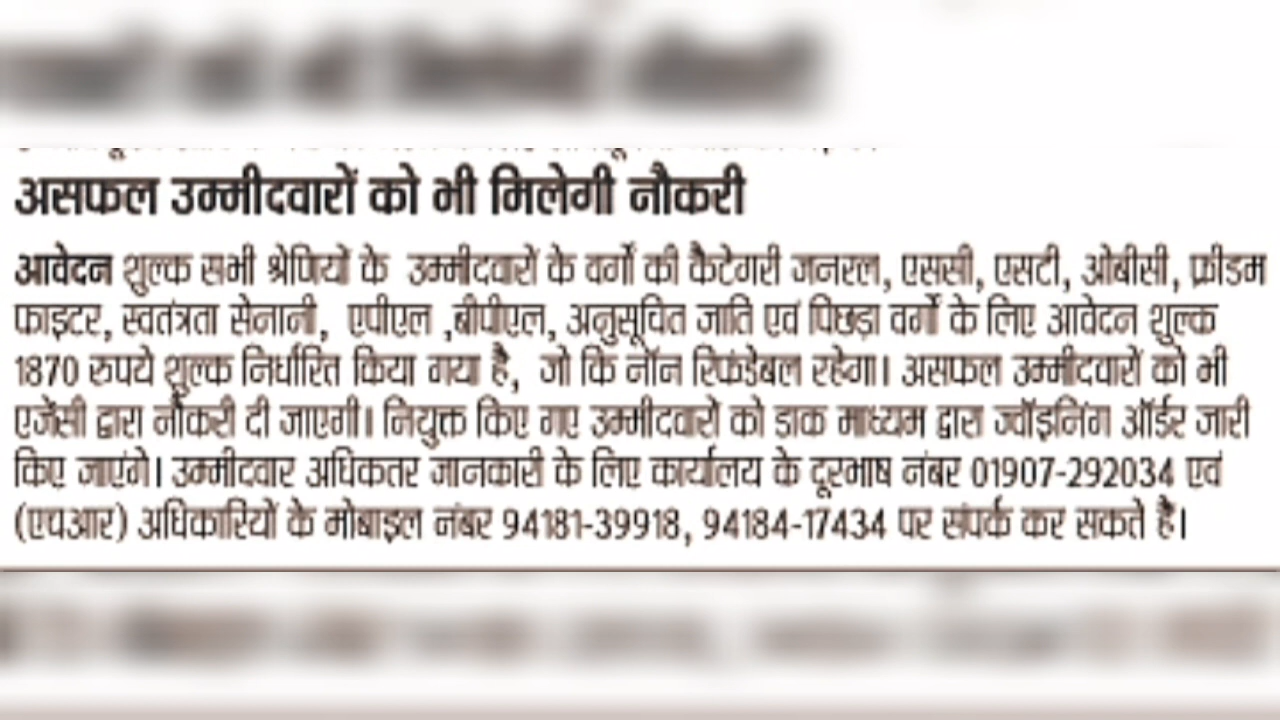 असफल उम्मीदवारों को भी मिलेगी नौकरी
आवेदन शुल्क सभी श्रेणियों के उम्मीदवारों के वर्गो की कैटेगरी जनरल, एससी, एसटी, ओबीसी, फ्रीडम
फाइटर, स्वतंत्रता सेनानी, एपीएल ,बीपीएल, अनुसूचित जाति एवं पिछड़ा वर्गो के लिए आवेदन शुल्क
1870 रुपये शुल्क निर्धारित किया गया है, जो कि नॉन रिफंडेबल रहेगा। असफल उम्मीदवारों को भी
एजेंसी द्वारा नौकरी दी जाएगी। नियुक्त किए गए उम्मीदवारों को डाक माध्यम द्वारा ज्वॉइनिंग ऑर्डर जारी
किए जाएंगे। उम्मीदवार अधिकतर जानकारी के लिए कार्यालय के दूरभाष नंबर 01907-292034 एवं
(एचआर) अधिकारियों के मोबाइल नंबर 94181-39918, 94184-17434 पर संपर्क कर सकते है।